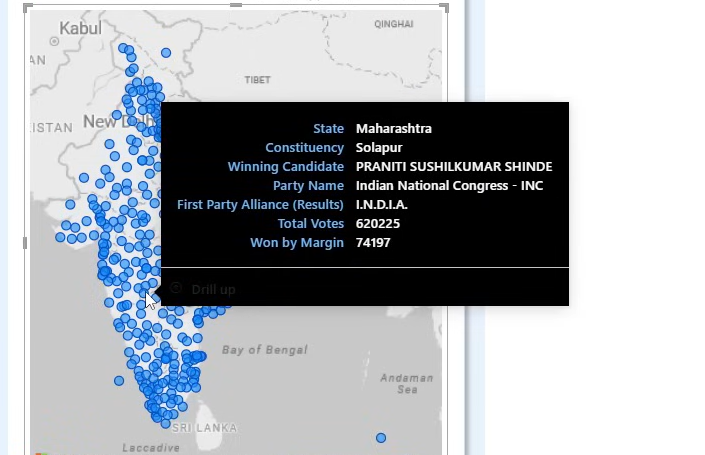 Kabul
QINGHAI
AN
TIBET
ISTAN
New Delh
State Maharashtra
Constituency Solapur
Winning Candidate PRANITI SUSHILKUMAR SHINDE
Party Name Indian National Congress - INC
First Party Alliance (Results) I.N.D.I.A.
Total Votes 620225
Won by Margin 74197
Drill up
Bay of Bengal
Andaman
Sea
SRI LANKA
Laccadive